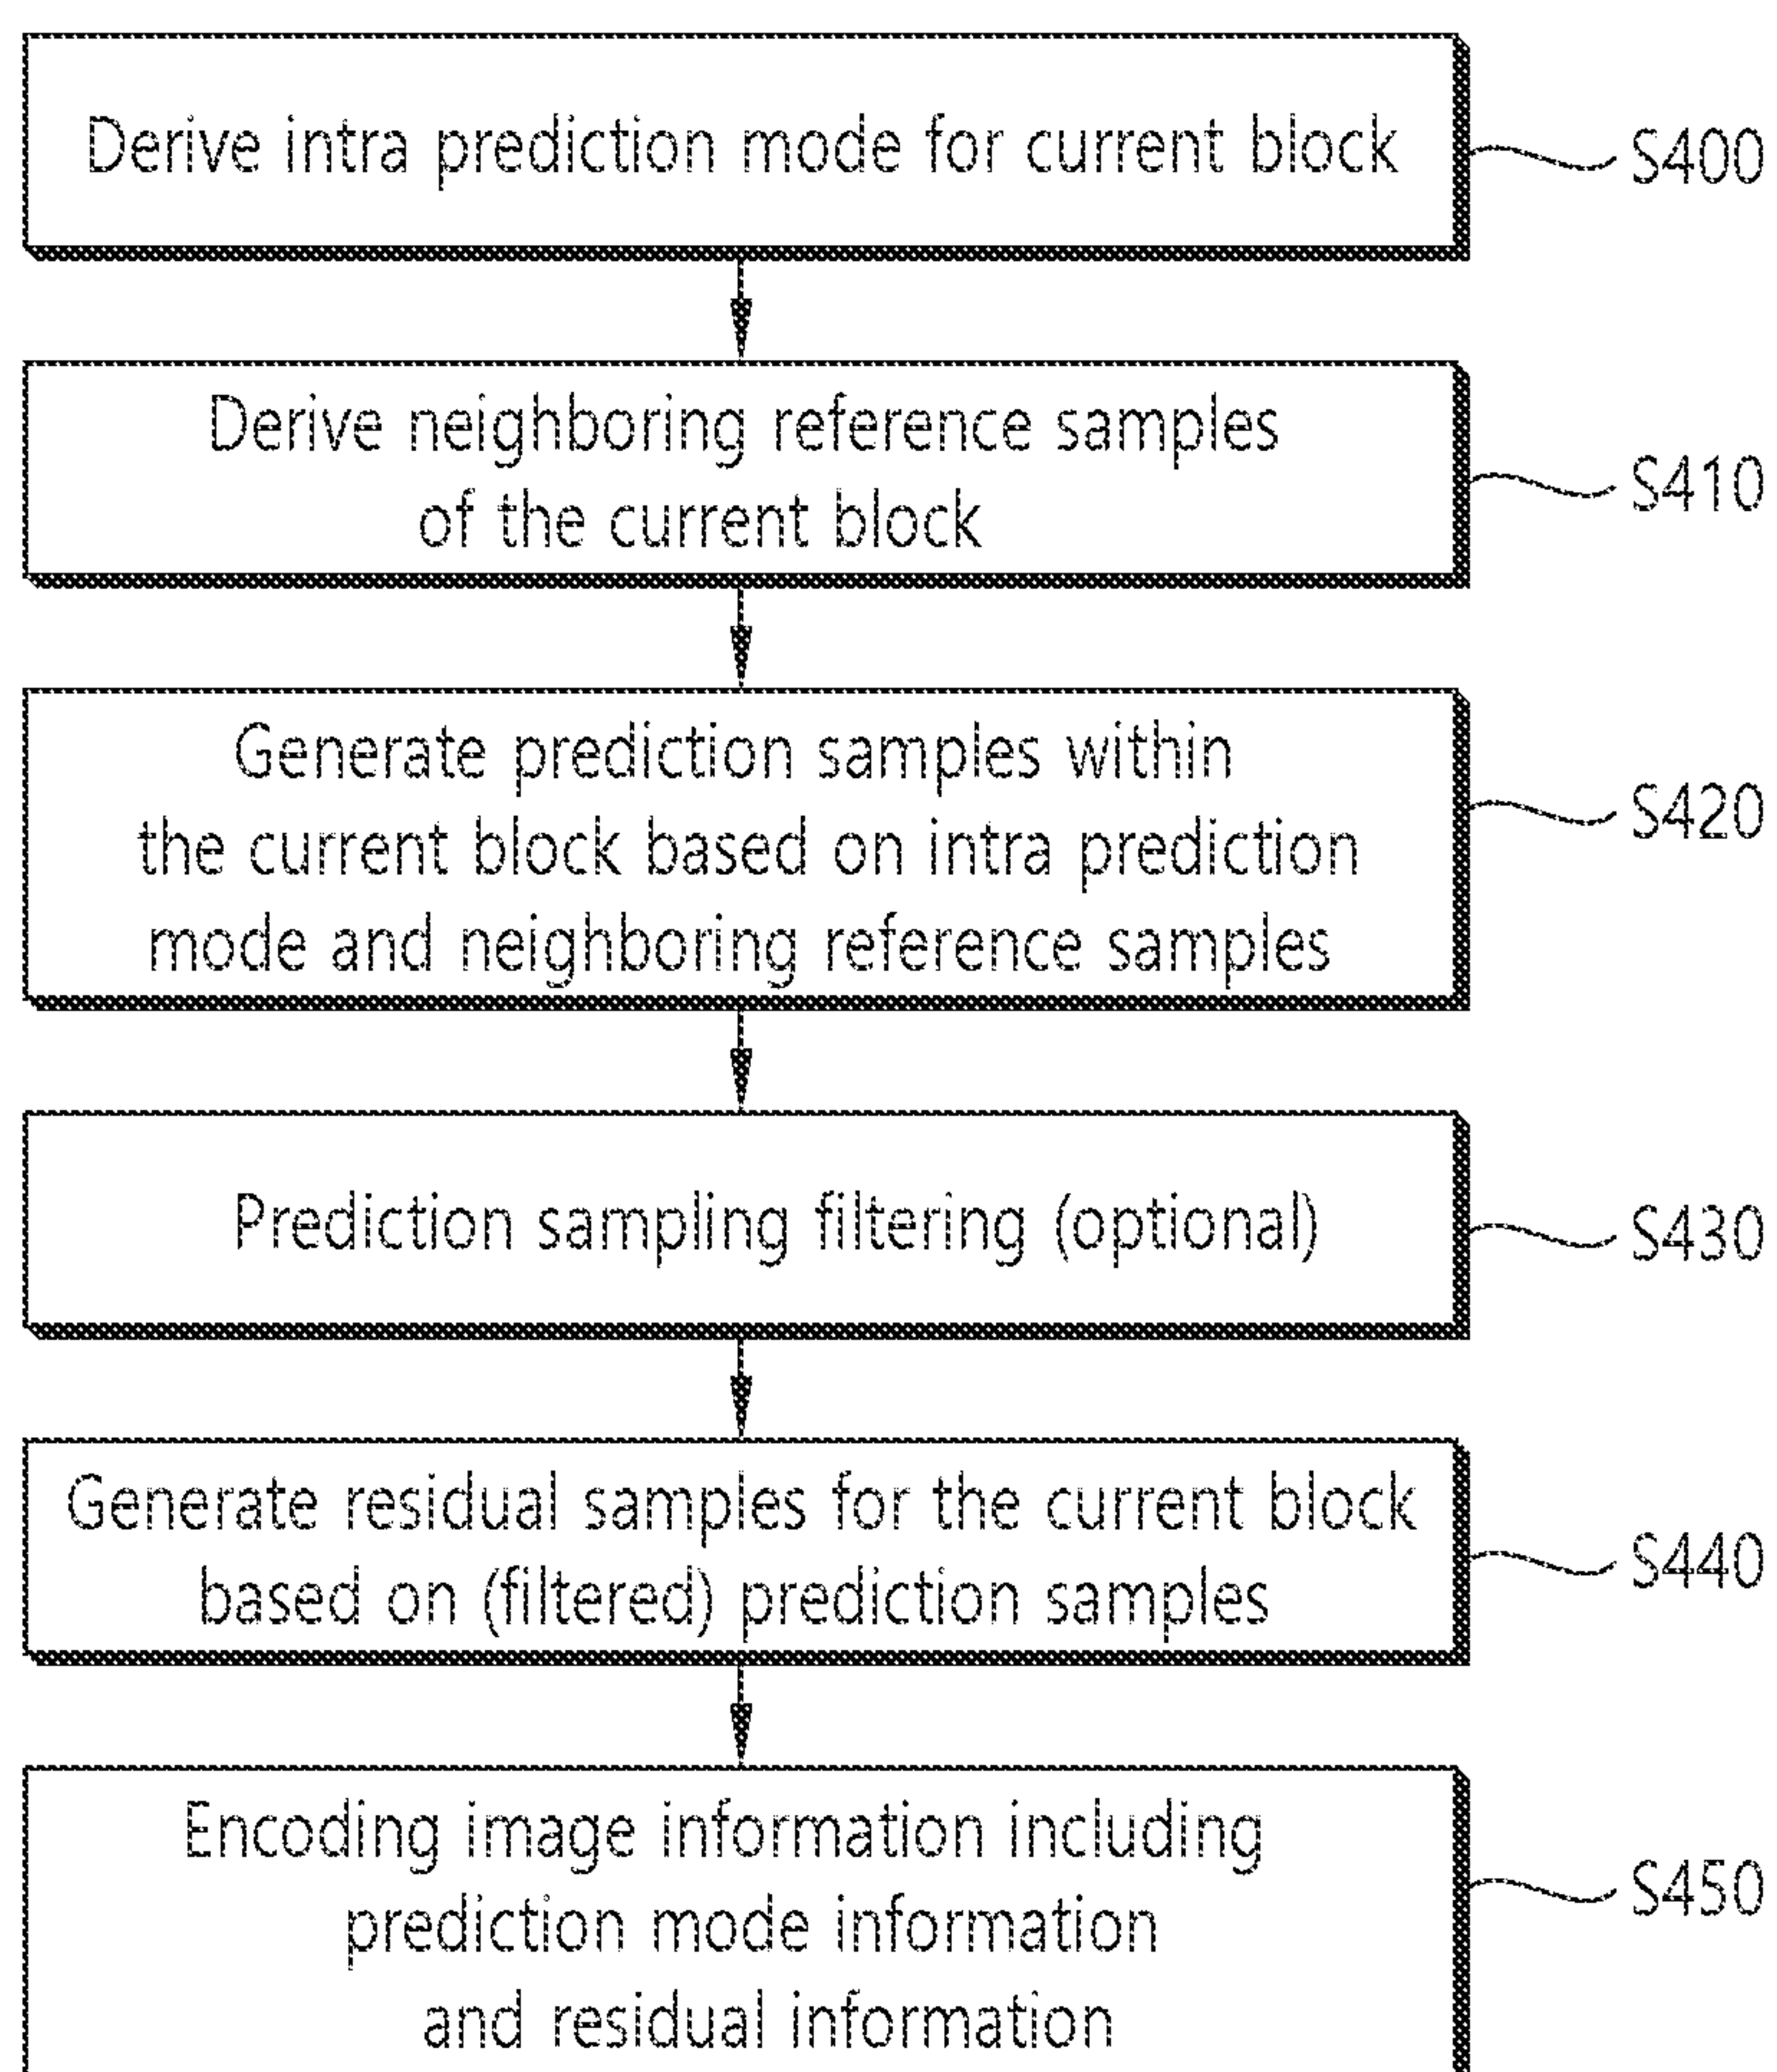 Derive intra prediction mode for current block
S400
Derive neighboring reference samples
of the current block
S410
Generate prediction samples within
the current block based on intra prediction
mode and neighboring reference samples
S420
Prediction sampling filtering (optional)
S430
Generate residual samples for the current block
based on (filtered) prediction samples
S440
Encoding image information including
prediction mode information
and residual information
S450